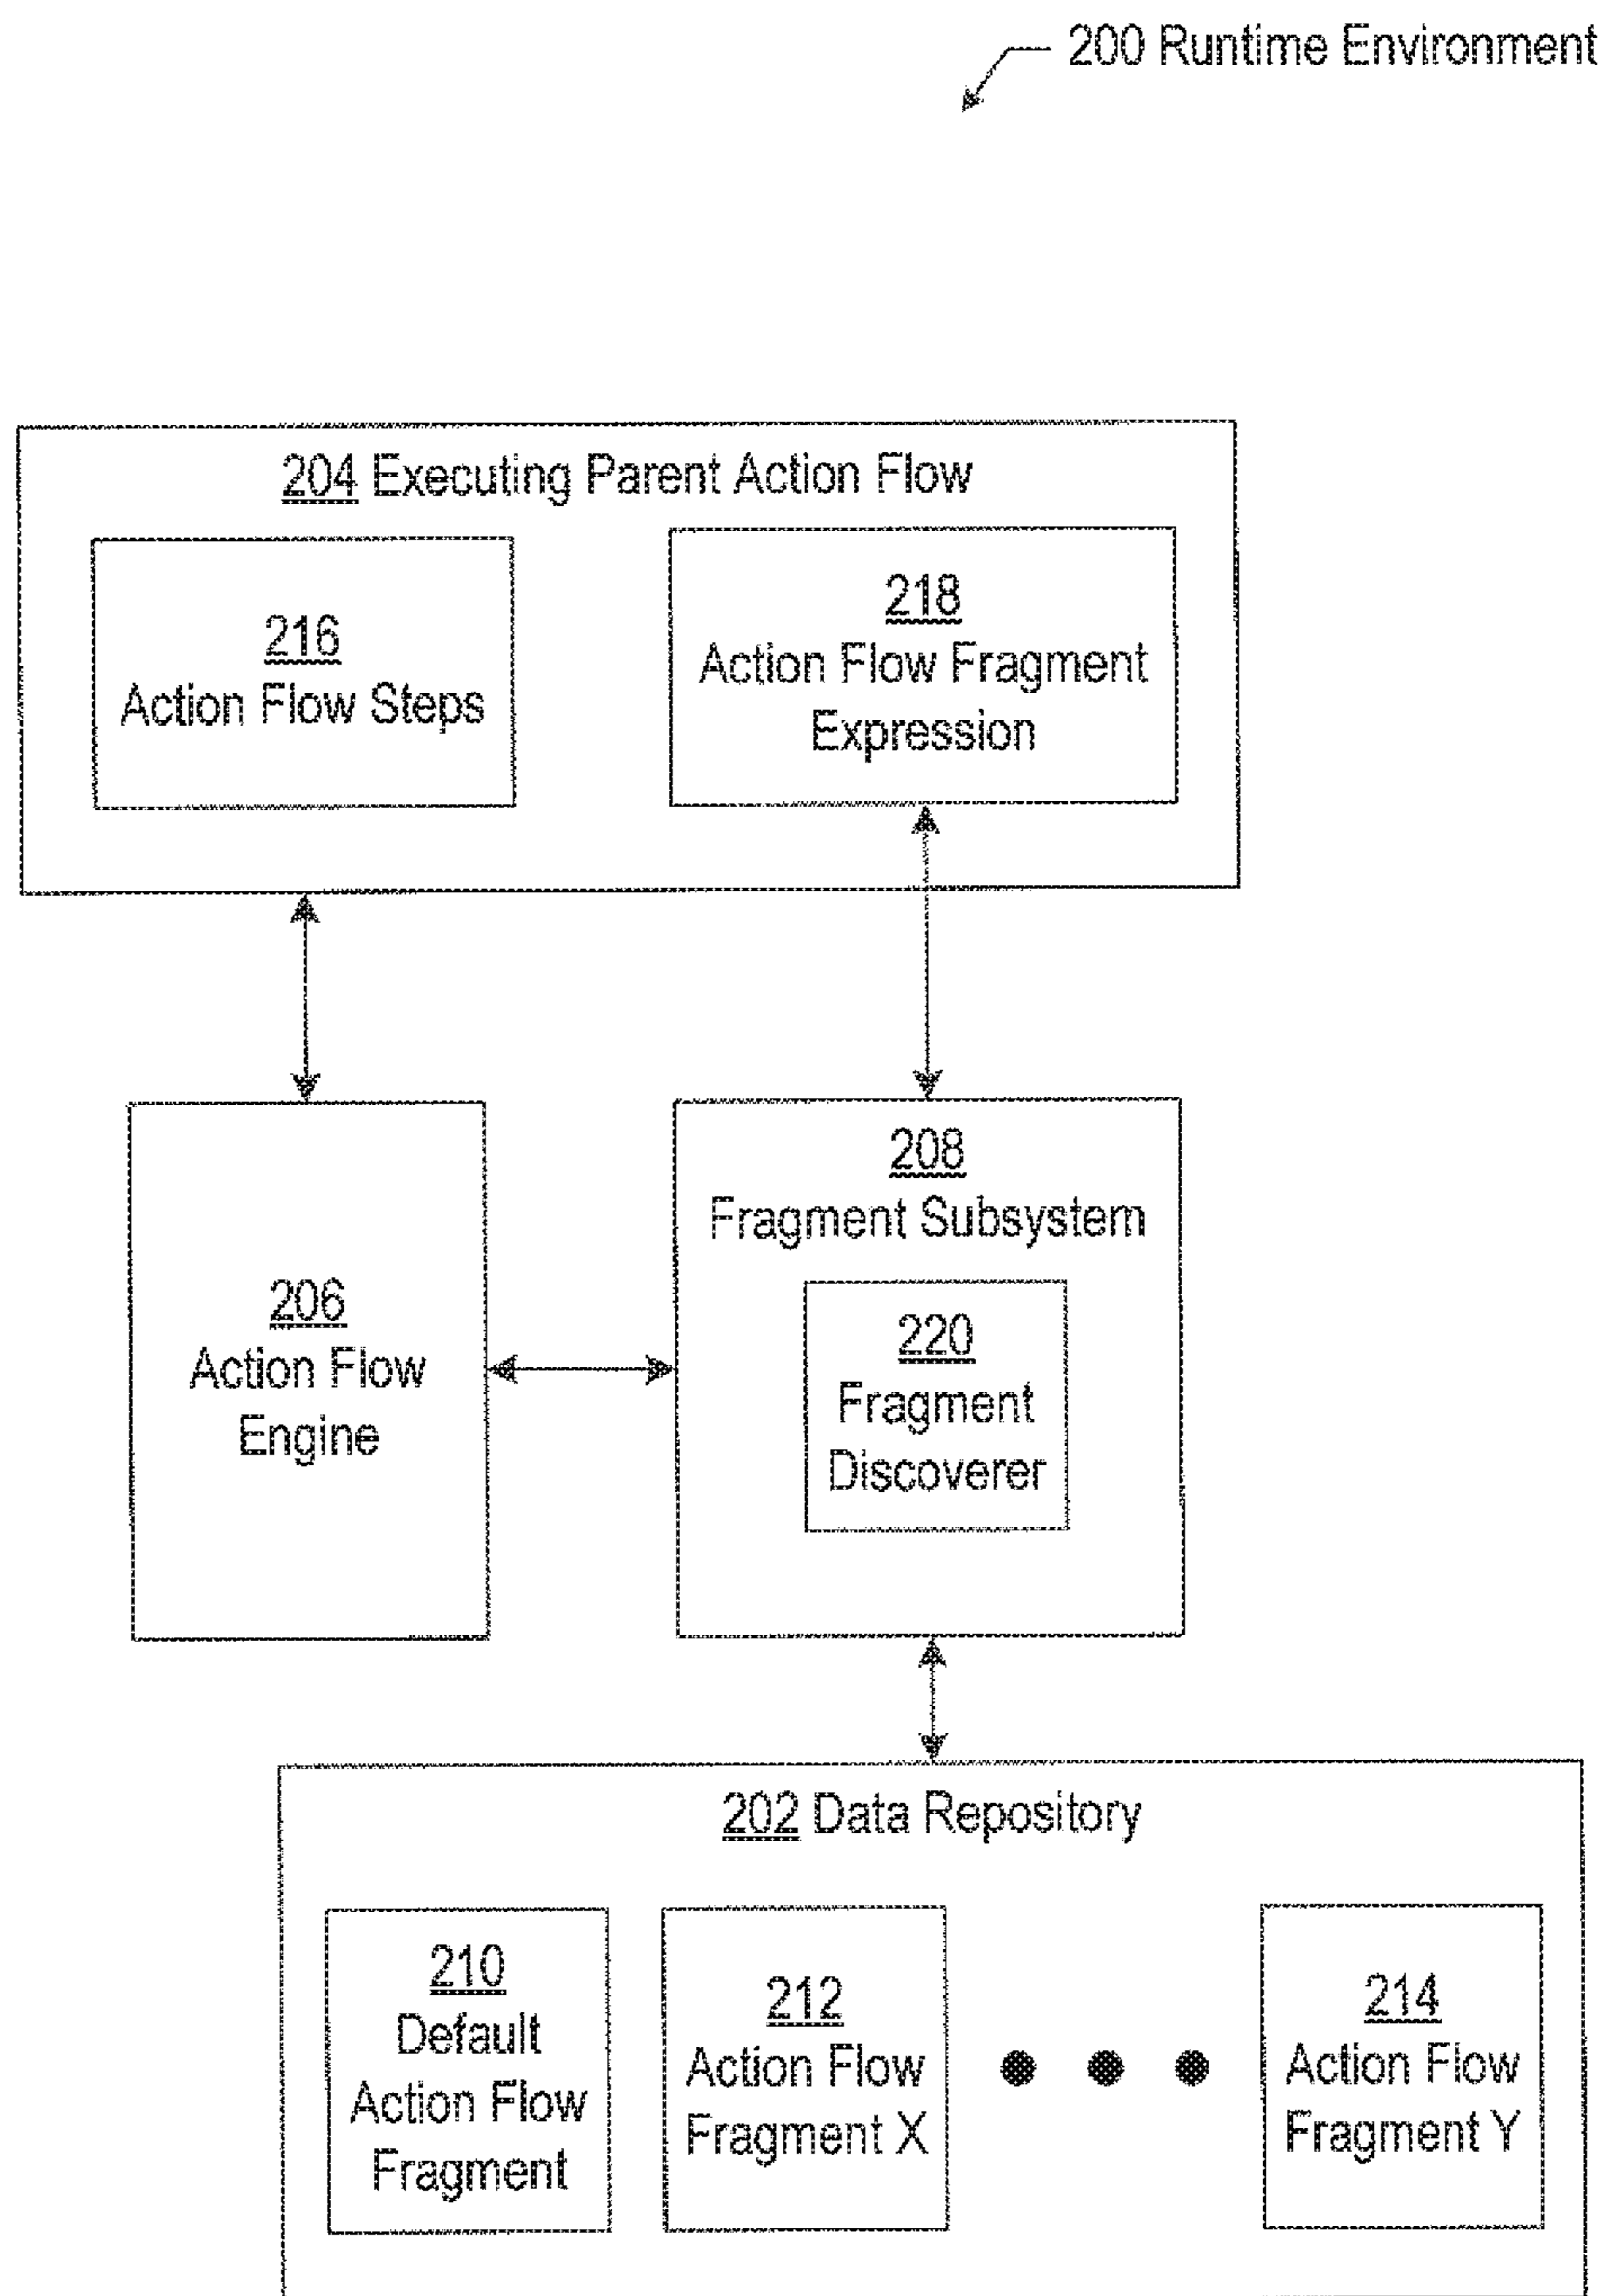 200 Runtime Environment
204 Executing Parent Action Flow
216
Action Flow Steps
218
Action Flow Fragment
Expression
206
Action Flow
Engine
208
Fragment Subsystem
220
Fragment
Discoverer
202 Data Repository
210
Default
Action Flow
Fragment
212
Action Flow
Fragment X
214
Action Flow
Fragment Y